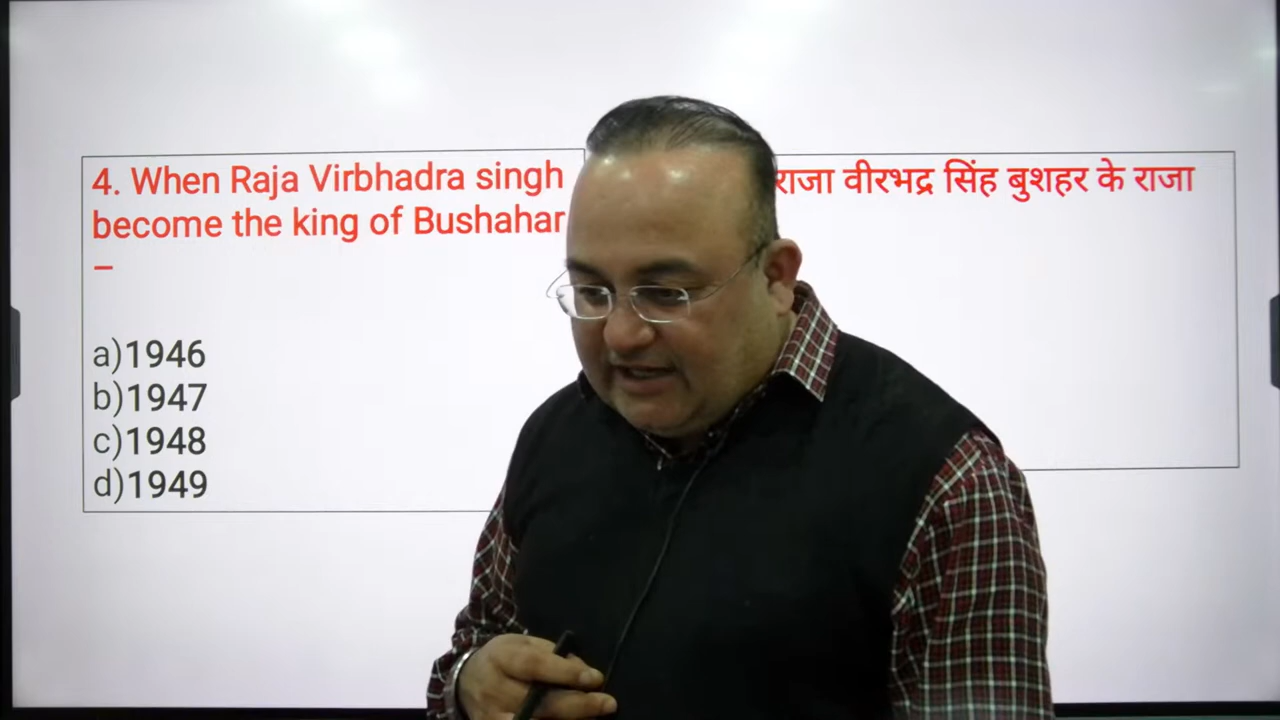 4. When Raja Virbhadra singh
become the king of Bushahar
–
a)1946
b)1947
c)1948
d)1949
राजा वीरभद्र सिंह बुशहर के राजा